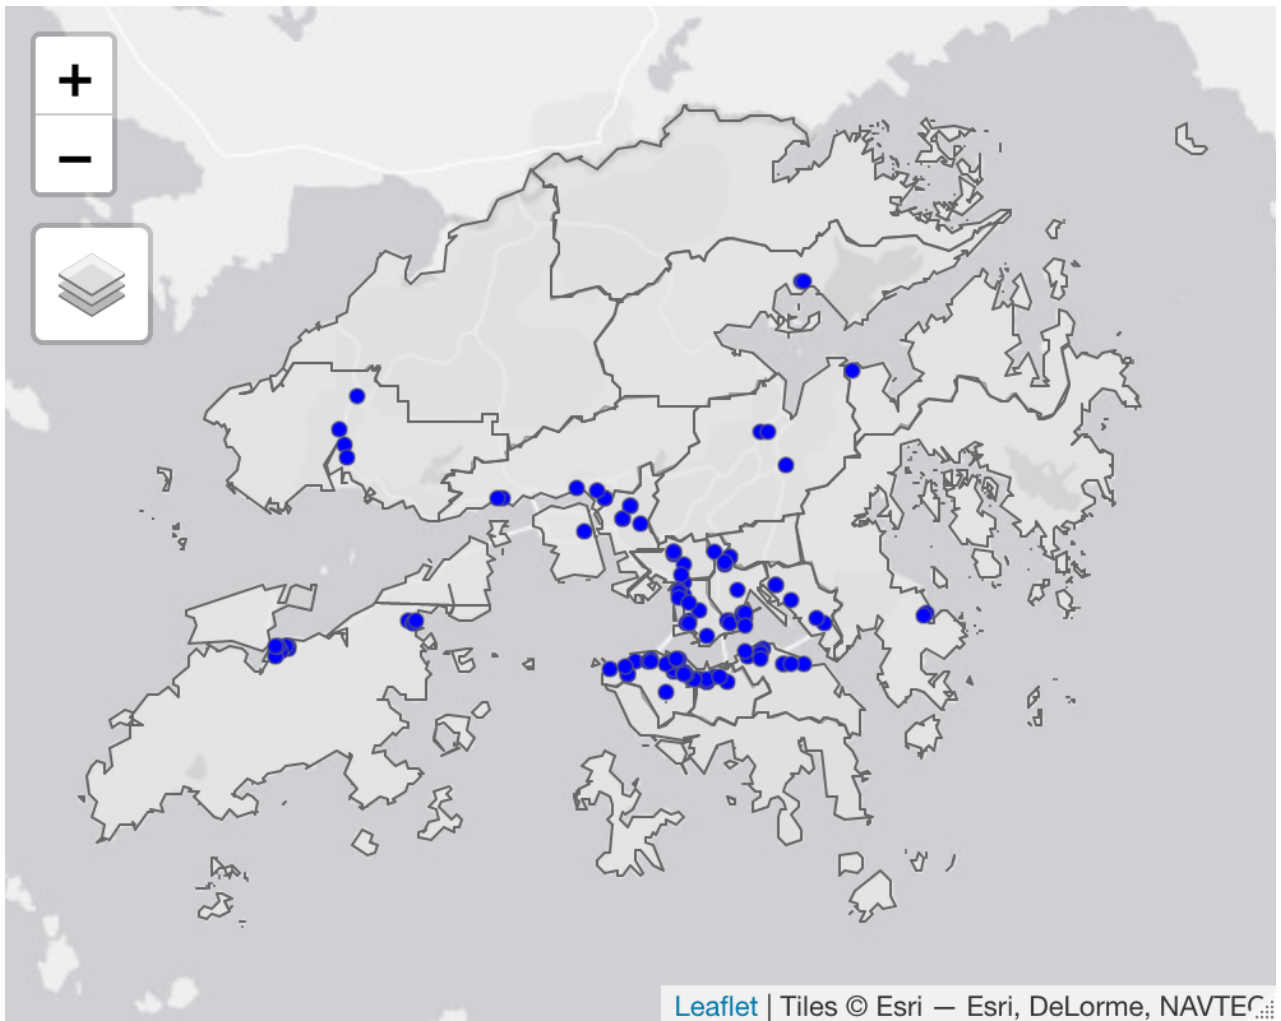 +
−
Leaflet | Tiles © Esri — Esri, DeLorme, NAVTEQ